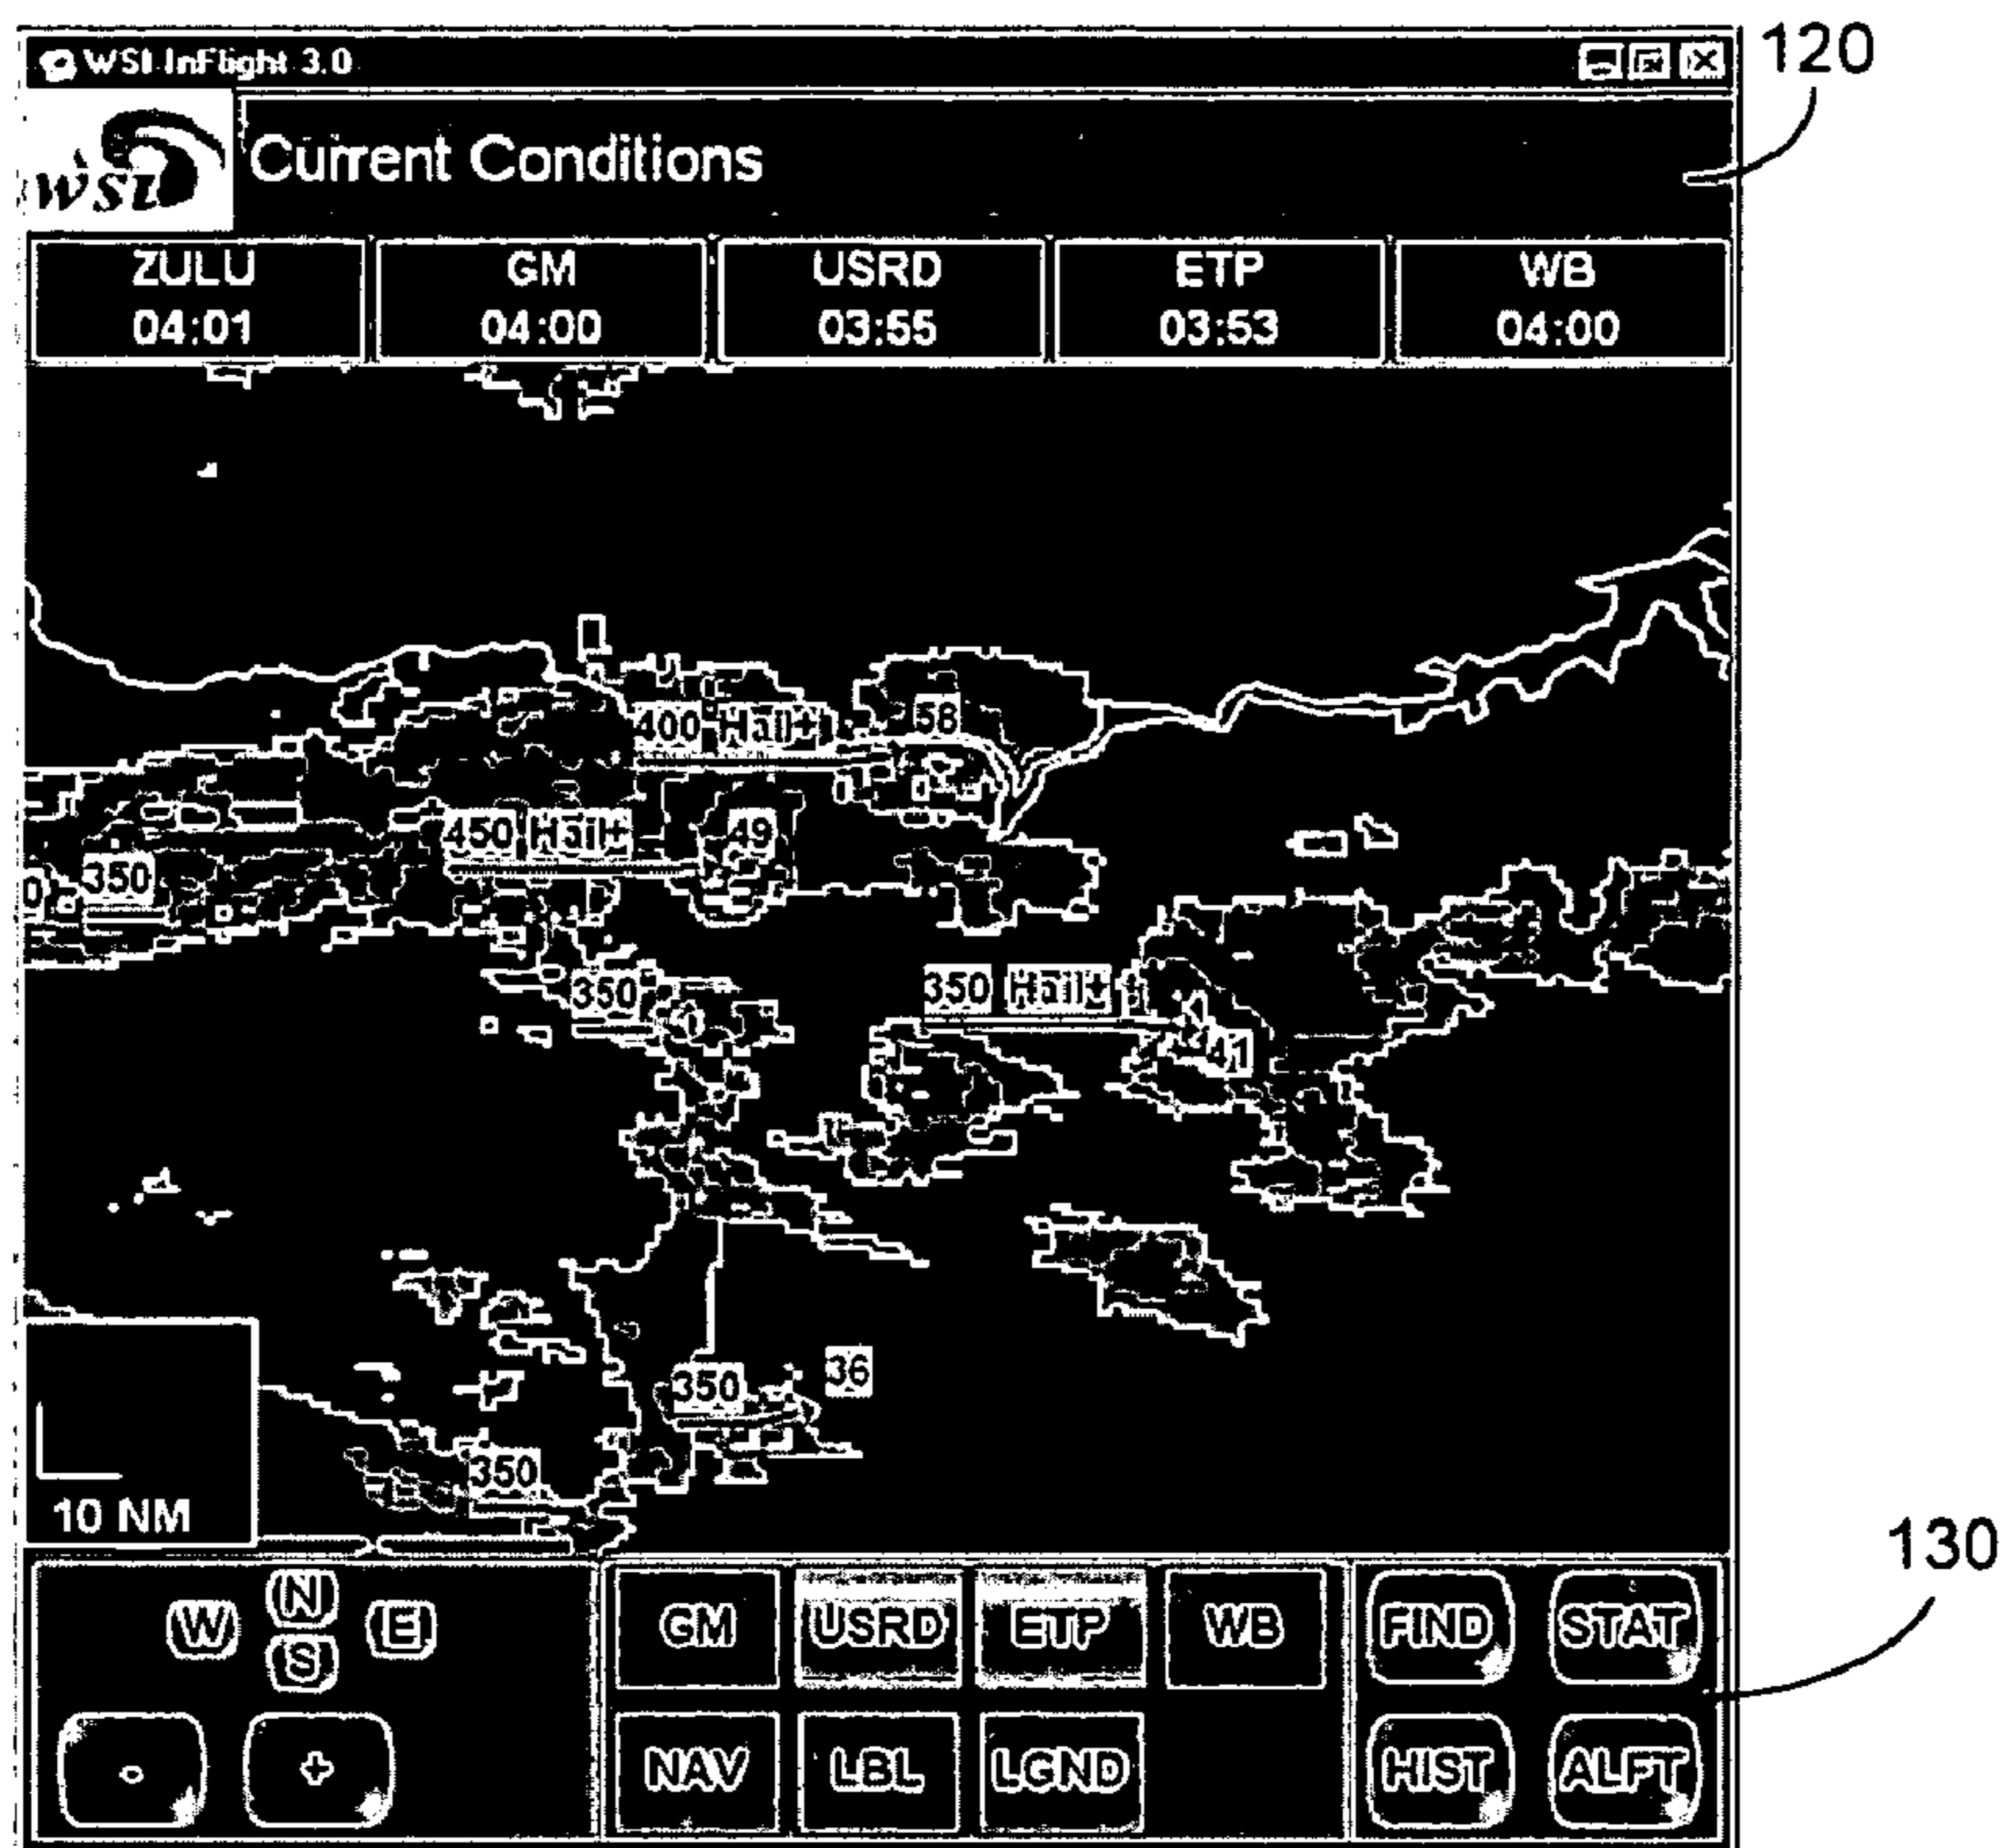 WSI InFlight 3.0
120
wsi
Current Conditions
ZULU GM USRD ETP WB
04:01 04:00 03:55 03:53 04:00
400 Hail+
58
450 Hail+
49
350
0
350
350 Hail+
41
36
350
350
10 NM
130
N
W E
S
GM USRD ETP WB FIND STAT
- + NAV LBL LGND HIST ALFT